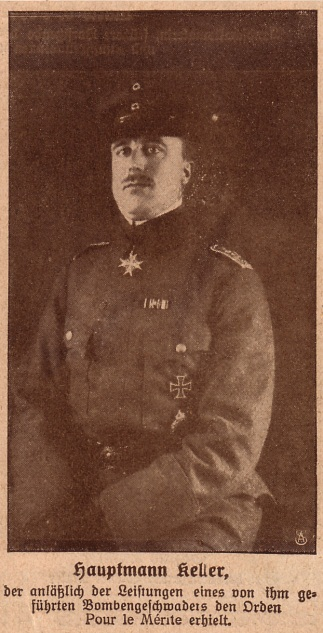 Hauptmann Keller,
der anläßlich der Leistungen eines von ihm ge-
führten Bombengeschwaders den Orden
Pour le Mérite erhielt.